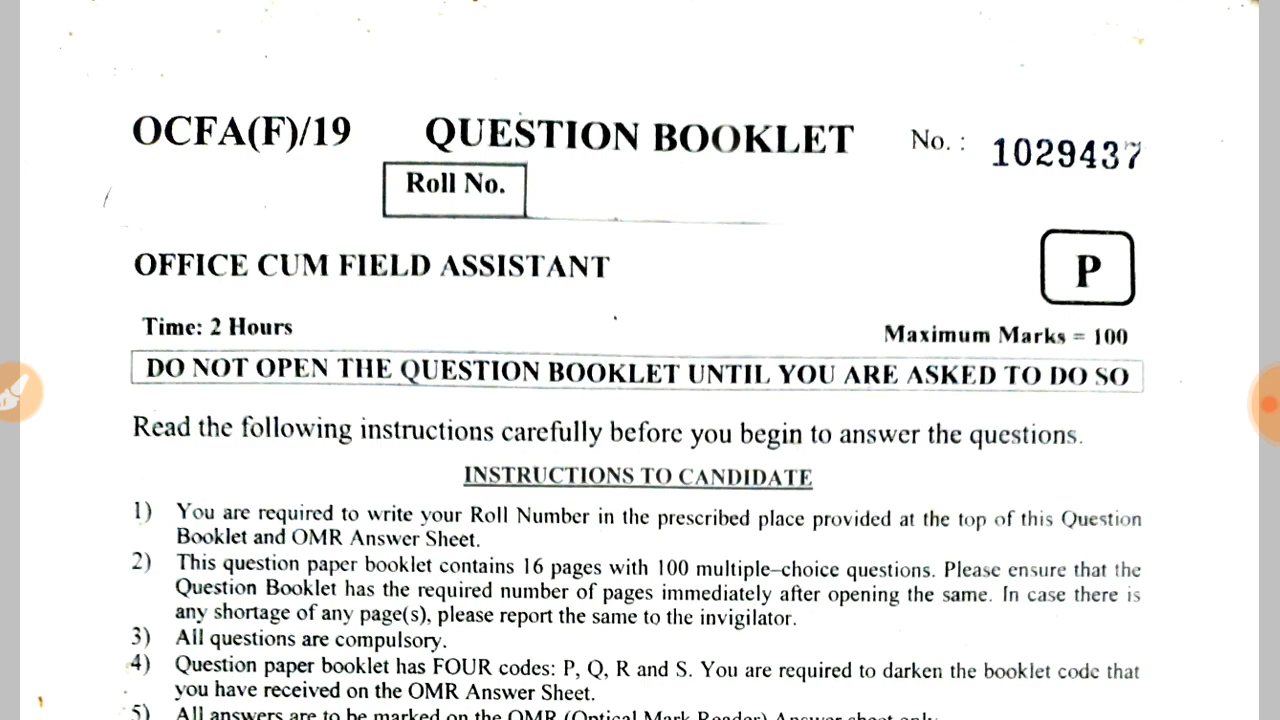 OCFA(F)/19 QUESTION BOOKLET No. : 1029437
Roll No.
OFFICE CUM FIELD ASSISTANT
P
Time: 2 Hours
Maximum Marks = 100
DO NOT OPEN THE QUESTION BOOKLET UNTIL YOU ARE ASKED TO DO SO
Read the following instructions carefully before you begin to answer the questions.
INSTRUCTIONS TO CANDIDATE
1) You are required to write your Roll Number in the prescribed place provided at the top of this Question
Booklet and OMR Answer Sheet.
2) This question paper booklet contains 16 pages with 100 multiple–choice questions. Please ensure that the
Question Booklet has the required number of pages immediately after opening the same. In case there is
any shortage of any page(s), please report the same to the invigilator.
3) All questions are compulsory.
4) Question paper booklet has FOUR codes: P, Q, R and S. You are required to darken the booklet code that
you have received on the OMR Answer Sheet.
5) All answers are to be marked on the OMR (Optical Mark Reader) Answer sheet only.